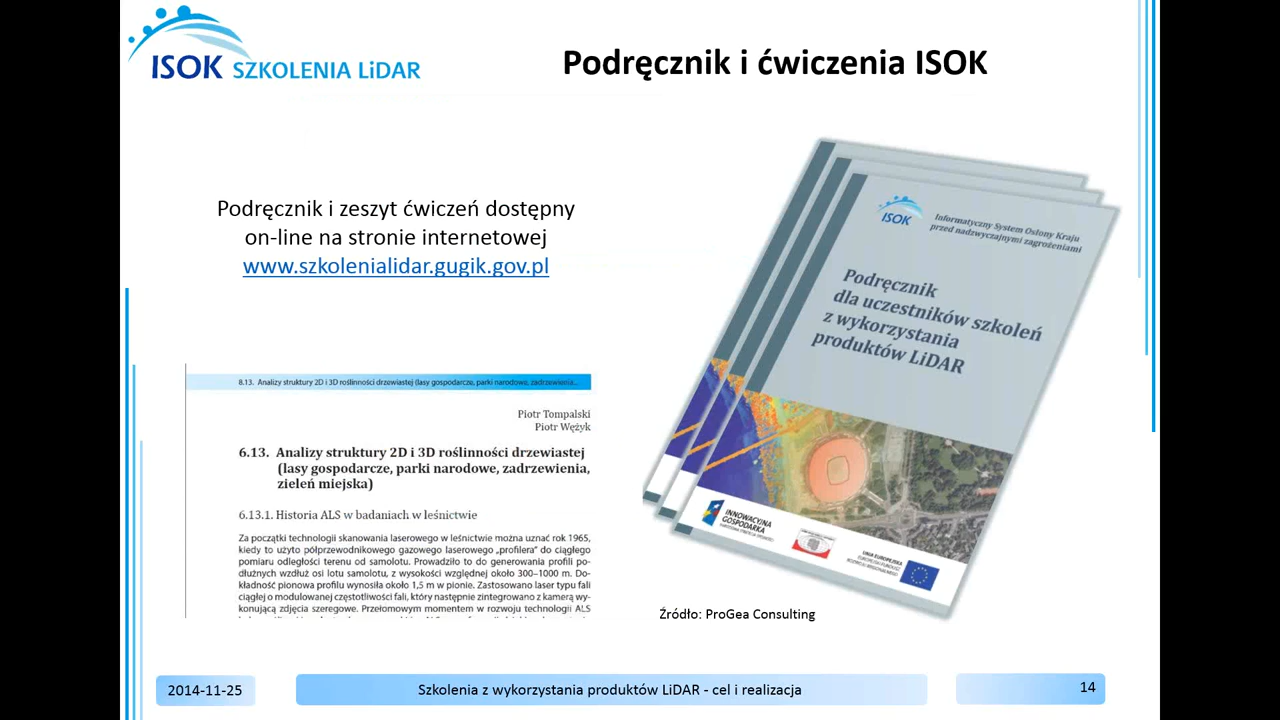 ISOK SZKOLENIA LiDAR
Podręcznik i ćwiczenia ISOK
Podręcznik i zeszyt ćwiczeń dostępny
on-line na stronie internetowej
www.szkolenialidar.gugik.gov.pl
8.13. Analizy struktury 2D i 3D roślinności drzewiastej (lasy gospodarcze, parki narodowe, zadrzewienia...
Piotr Tompalski
Piotr Wężyk
6.13. Analizy struktury 2D i 3D roślinności drzewiastej
(lasy gospodarcze, parki narodowe, zadrzewienia,
zieleń miejska)
6.13.1. Historia ALS w badaniach w leśnictwie
Za początki technologii skanowania laserowego w leśnictwie można uznać rok 1965,
kiedy to użyto półprzewodnikowego gazowego laserowego „profilera" do ciągłego
pomiaru odległości terenu od samolotu. Prowadziło to do generowania profili po-
dłużnych wzdłuż osi lotu samolotu, z wysokości względnej około 300–1000 m. Do-
kładność pionowa profilu wynosiła około 1,5 m w pionie. Zastosowano laser typu fali
ciągłej o modulowanej częstotliwości fali, który następnie zintegrowano z kamerą wy-
konującą zdjęcia szeregowe. Przełomowym momentem w rozwoju technologii ALS
ISOK
Informatyczny System Osłony Kraju
przed nadzwyczajnymi zagrożeniami
Podręcznik
dla uczestników szkoleń
z wykorzystania
produktów LiDAR
INNOWACYJNA
GOSPODARKA
NARODOWA STRATEGIA SPÓJNOŚCI
UNIA EUROPEJSKA
EUROPEJSKI FUNDUSZ
ROZWOJU REGIONALNEGO
Źródło: ProGea Consulting
2014-11-25
Szkolenia z wykorzystania produktów LiDAR - cel i realizacja
14